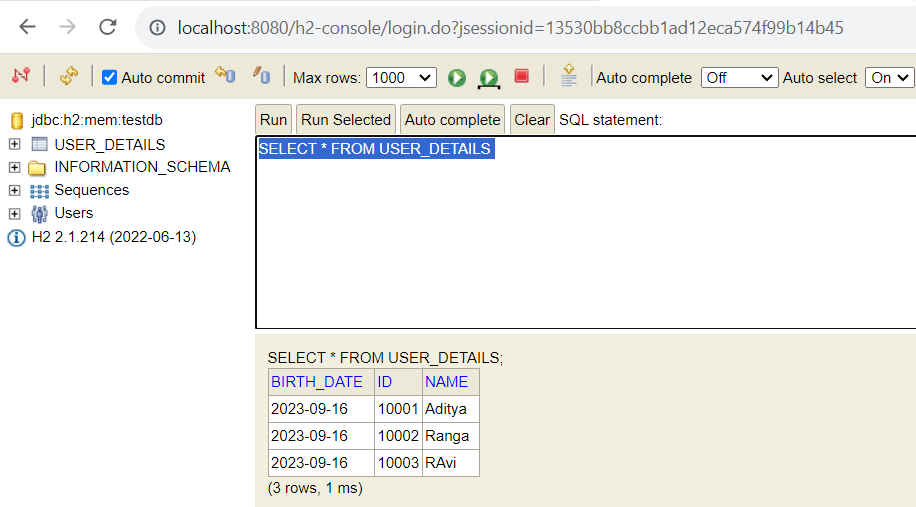 localhost:8080/h2-console/login.do?jsessionid=13530bb8ccbb1ad12eca574f99b14b45
Auto commit Max rows: 1000 Auto complete Off Auto select On
jdbc:h2:mem:testdb
USER_DETAILS
INFORMATION_SCHEMA
Sequences
Users
H2 2.1.214 (2022-06-13)
Run Run Selected Auto complete Clear SQL statement:
SELECT * FROM USER_DETAILS
SELECT * FROM USER_DETAILS;
BIRTH_DATE ID NAME
2023-09-16 10001 Aditya
2023-09-16 10002 Ranga
2023-09-16 10003 RAvi
(3 rows, 1 ms)